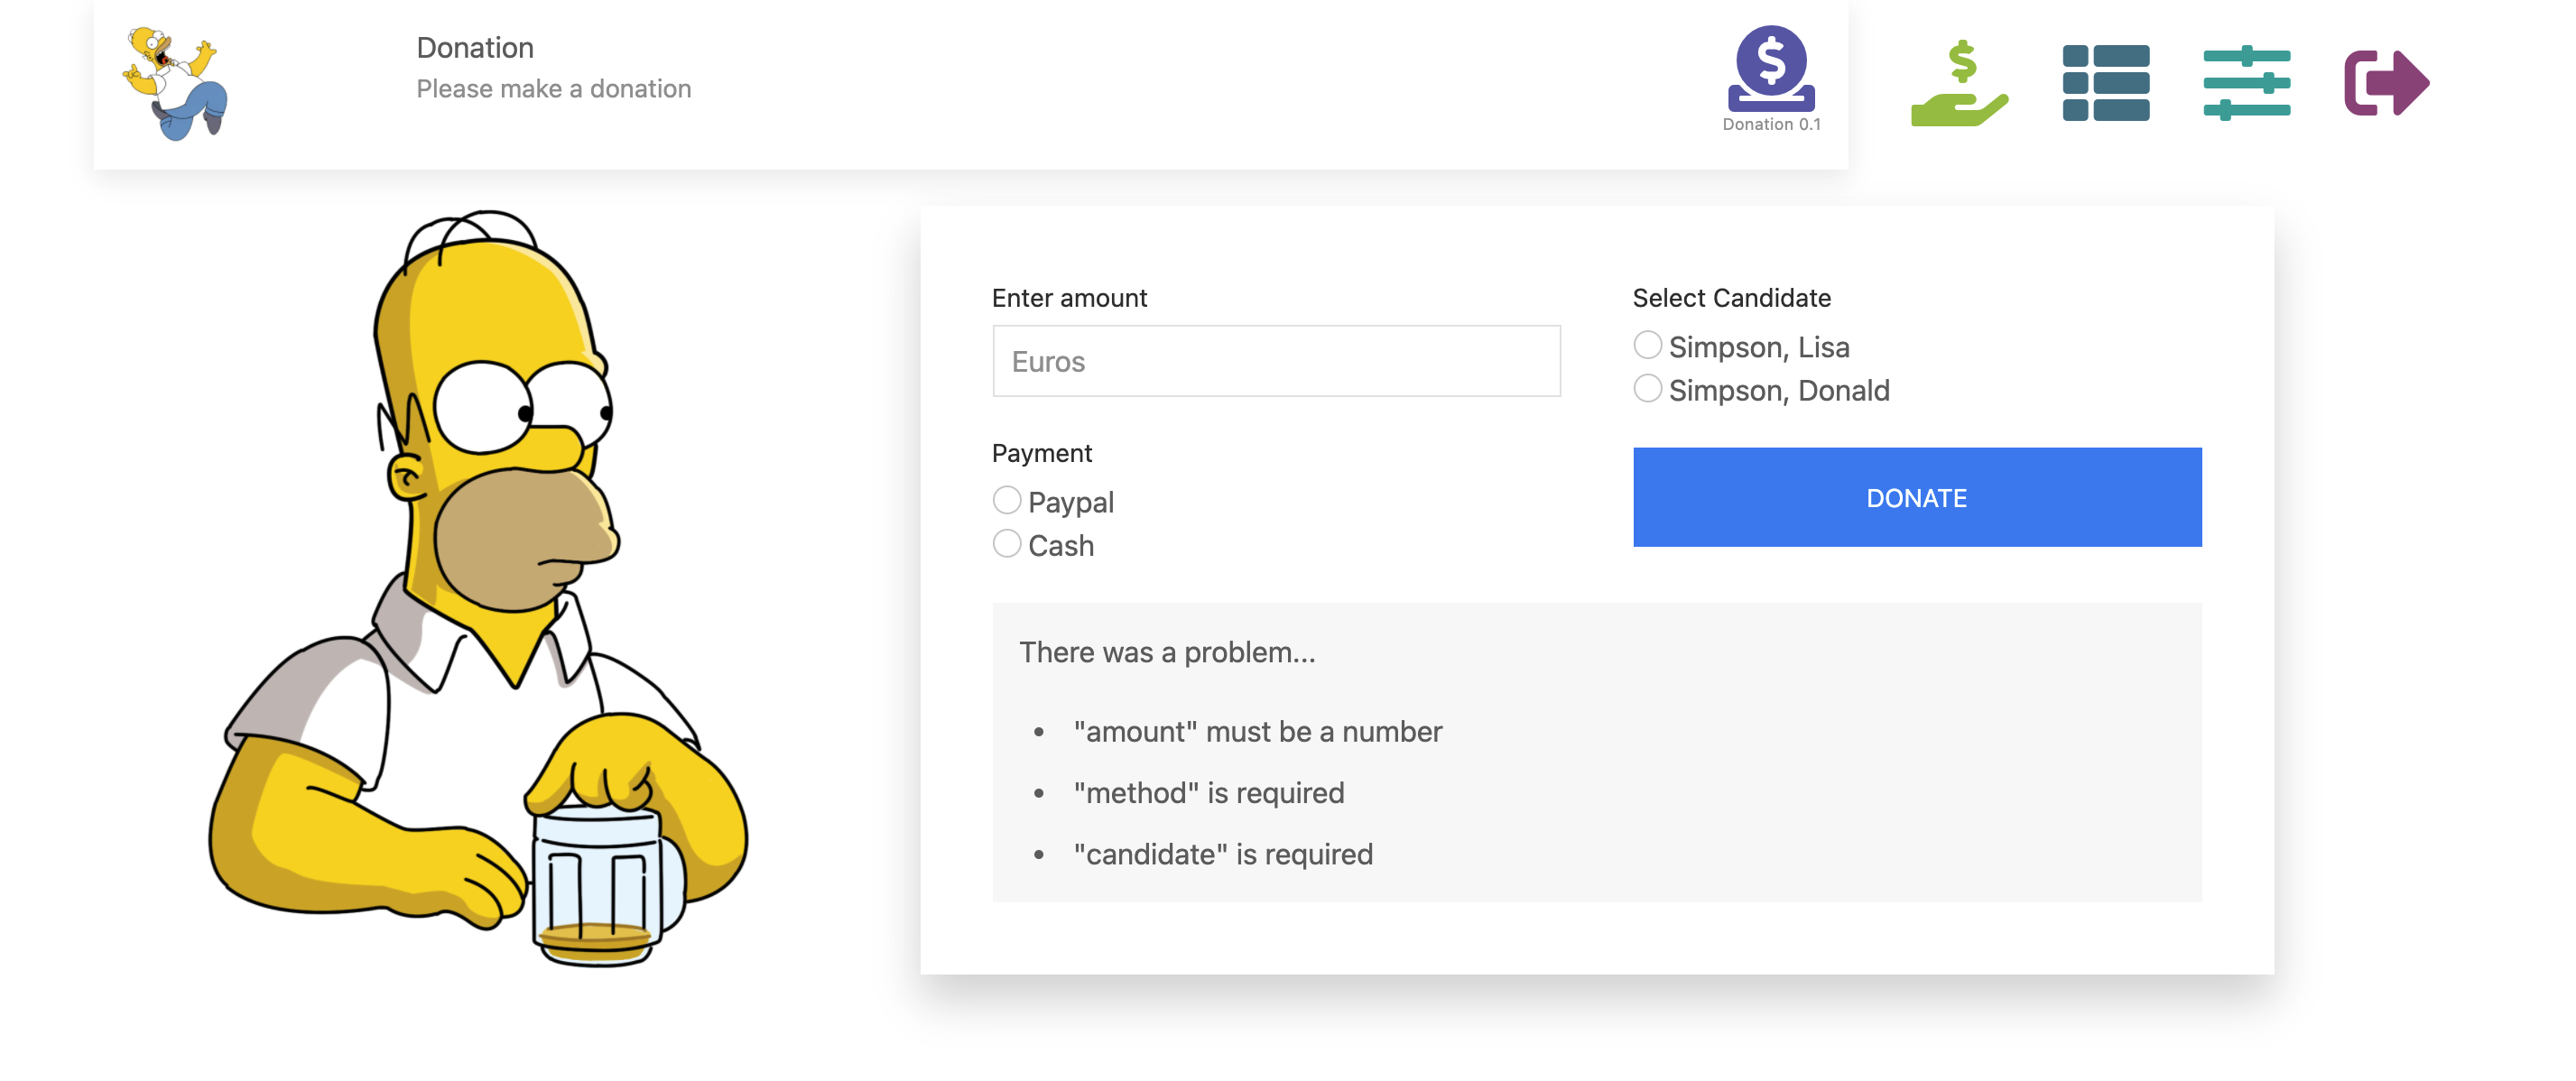 Donation
Please make a donation
$
Donation 0.1
$
Enter amount
Euros
Select Candidate
Simpson, Lisa
Simpson, Donald
Payment
Paypal
Cash
DONATE
There was a problem...
• "amount" must be a number
• "method" is required
• "candidate" is required